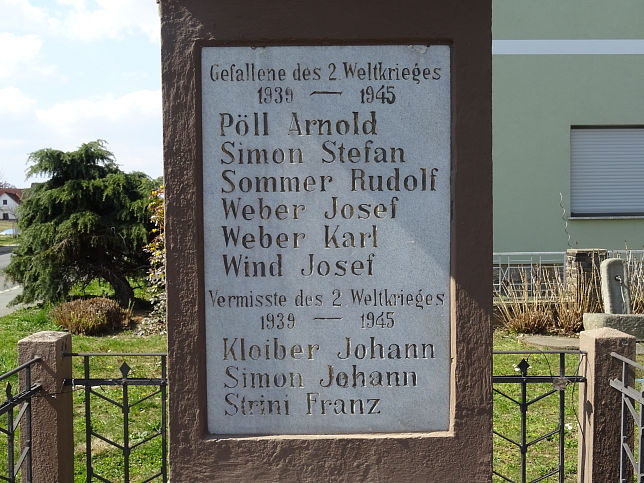 Gefallene des 2. Weltkrieges
1939 — 1945
Pöll Arnold
Simon Stefan
Sommer Rudolf
Weber Josef
Weber Karl
Wind Josef
Vermisste des 2. Weltkrieges
1939 — 1945
Kloiber Johann
Simon Johann
Strini Franz